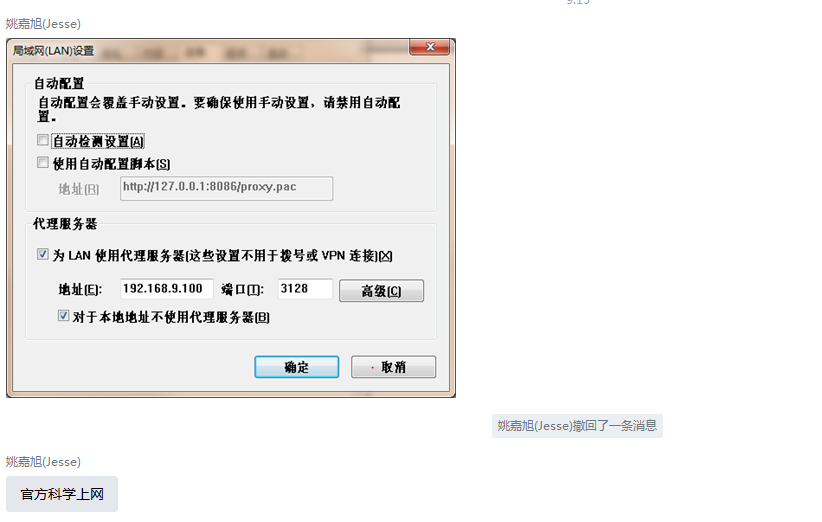 姚嘉旭(Jesse)
局域网(LAN)设置
自动配置
自动配置会覆盖手动设置。要确保使用手动设置，请禁用自动配
置。
自动检测设置(A)
使用自动配置脚本(S)
地址(R) http://127.0.0.1:8086/proxy.pac
代理服务器
为 LAN 使用代理服务器(这些设置不用于拨号或 VPN 连接)(X)
地址(E): 192.168.9.100 端口(T): 3128 高级(C)
对于本地地址不使用代理服务器(B)
确定 取消
姚嘉旭(Jesse)撤回了一条消息
姚嘉旭(Jesse)
官方科学上网